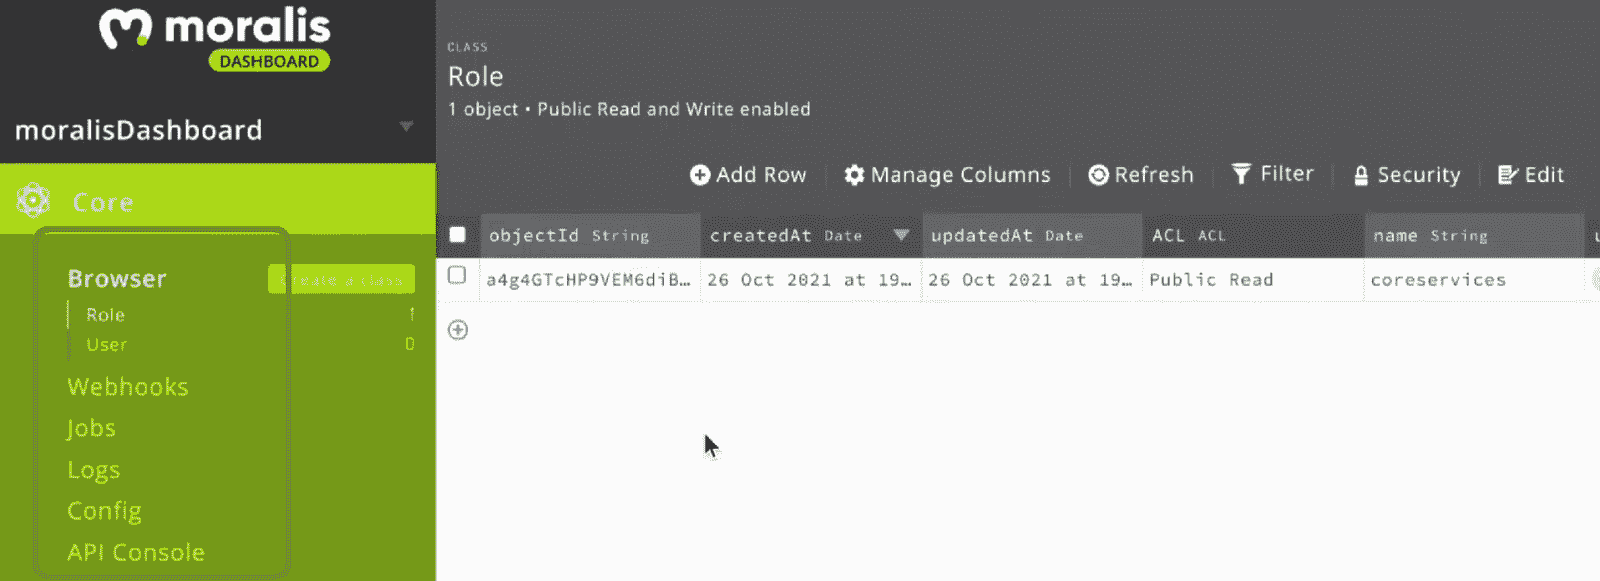 moralis
DASHBOARD
moralisDashboard
Core
Browser
Create a class
Role 1
User 0
Webhooks
Jobs
Logs
Config
API Console
CLASS
Role
1 object • Public Read and Write enabled
Add Row Manage Columns Refresh Filter Security Edit
objectId String createdAt Date updatedAt Date ACL ACL name String
a4g4GTcHP9VEM6diB… 26 Oct 2021 at 19… 26 Oct 2021 at 19… Public Read coreservices